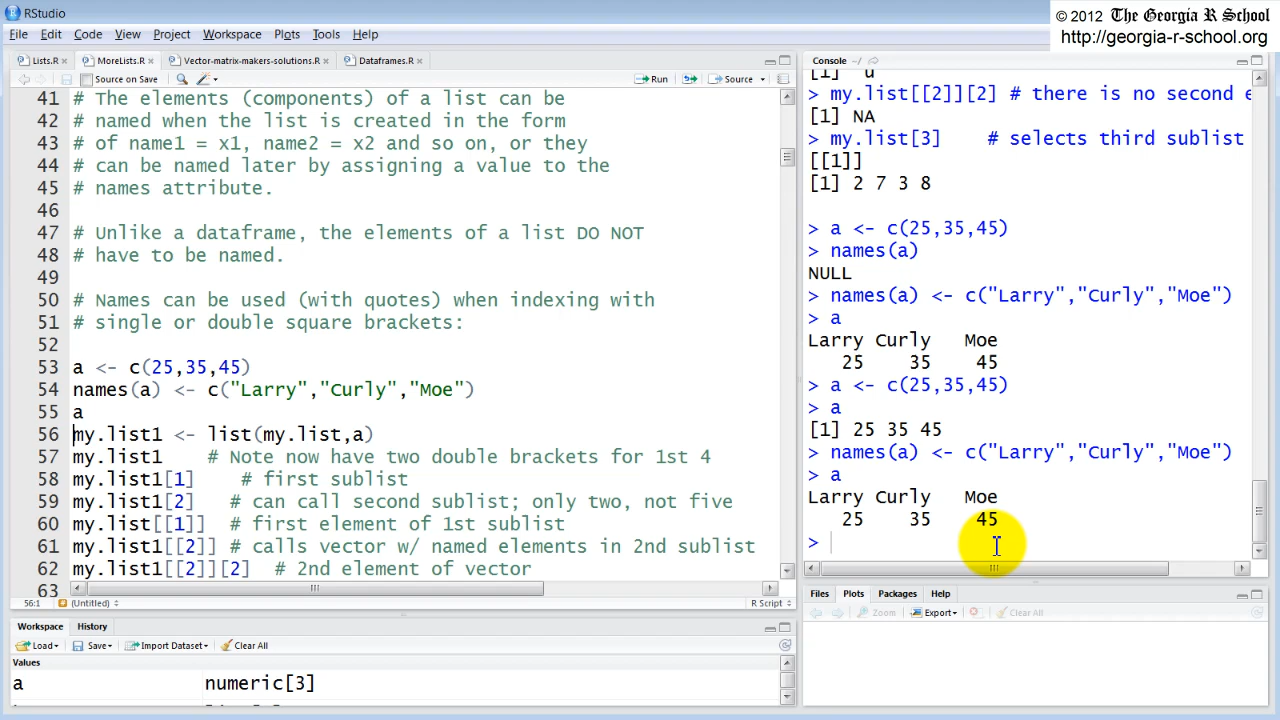 RStudio
© 2012 The Georgia R School
http://georgia-r-school.org
File Edit Code View Project Workspace Plots Tools Help
Lists.R × MoreLists.R × Vector-matrix-makers-solutions.R × Dataframes.R ×
Source on Save Run Source
41 # The elements (components) of a list can be
42 # named when the list is created in the form
43 # of name1 = x1, name2 = x2 and so on, or they
44 # can be named later by assigning a value to the
45 # names attribute.
46
47 # Unlike a dataframe, the elements of a list DO NOT
48 # have to be named.
49
50 # Names can be used (with quotes) when indexing with
51 # single or double square brackets:
52
53 a <- c(25,35,45)
54 names(a) <- c("Larry","Curly","Moe")
55 a
56 my.list1 <- list(my.list,a)
57 my.list1 # Note now have two double brackets for 1st 4
58 my.list1[1] # first sublist
59 my.list1[2] # can call second sublist; only two, not five
60 my.list1[[1]] # first element of 1st sublist
61 my.list1[[2]] # calls vector w/ named elements in 2nd sublist
62 my.list1[[2]][2] # 2nd element of vector
63
56:1 (Untitled) R Script
Workspace History
Load Save Import Dataset Clear All
Values
a numeric[3]
Console ~/
[1] "u"
> my.list[[2]][2] # there is no second e
[1] NA
> my.list[3] # selects third sublist
[[1]]
[1] 2 7 3 8
> a <- c(25,35,45)
> names(a)
NULL
> names(a) <- c("Larry","Curly","Moe")
> a
Larry Curly Moe
25 35 45
> a <- c(25,35,45)
> a
[1] 25 35 45
> names(a) <- c("Larry","Curly","Moe")
> a
Larry Curly Moe
25 35 45
>
Files Plots Packages Help
Zoom Export Clear All